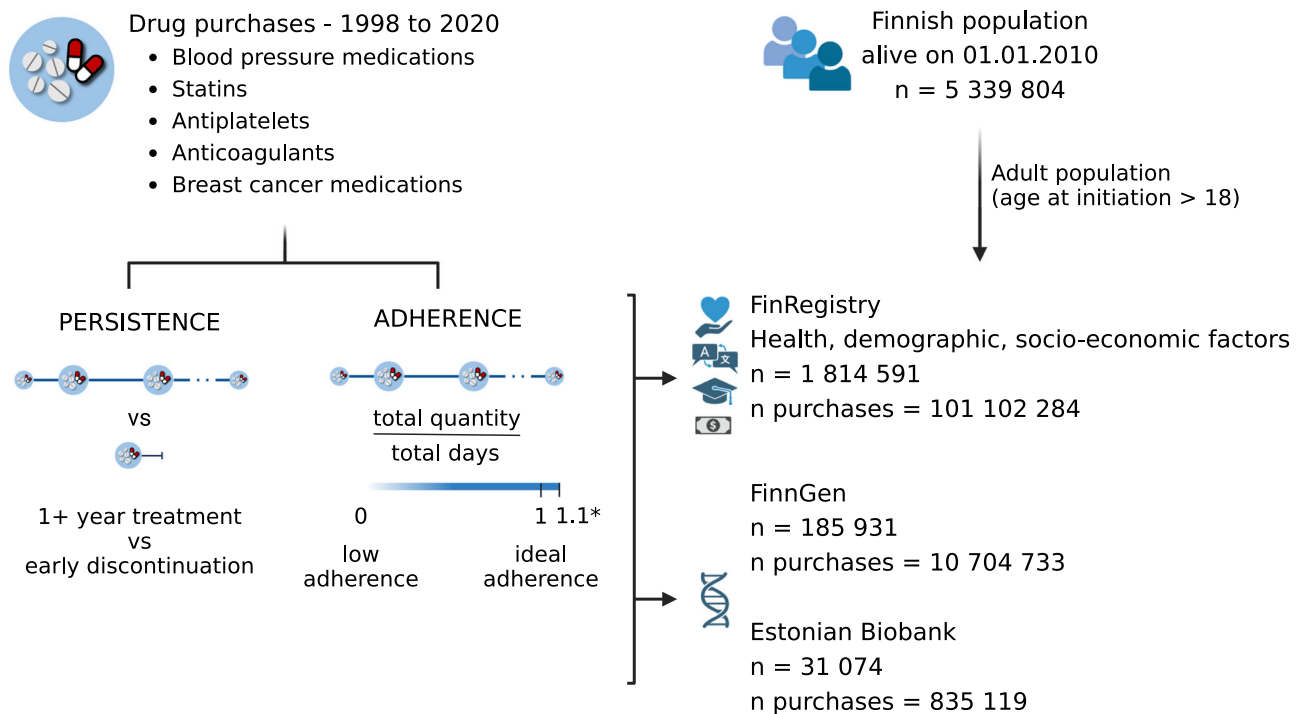 Drug purchases - 1998 to 2020
• Blood pressure medications
• Statins
• Antiplatelets
• Anticoagulants
• Breast cancer medications
Finnish population
alive on 01.01.2010
n = 5 339 804
Adult population
(age at initiation > 18)
PERSISTENCE
vs
1+ year treatment
vs
early discontinuation
ADHERENCE
total quantity
total days
0 1 1.1*
low adherence
ideal adherence
FinRegistry
Health, demographic, socio-economic factors
n = 1 814 591
n purchases = 101 102 284
A 文
$
FinnGen
n = 185 931
n purchases = 10 704 733
Estonian Biobank
n = 31 074
n purchases = 835 119